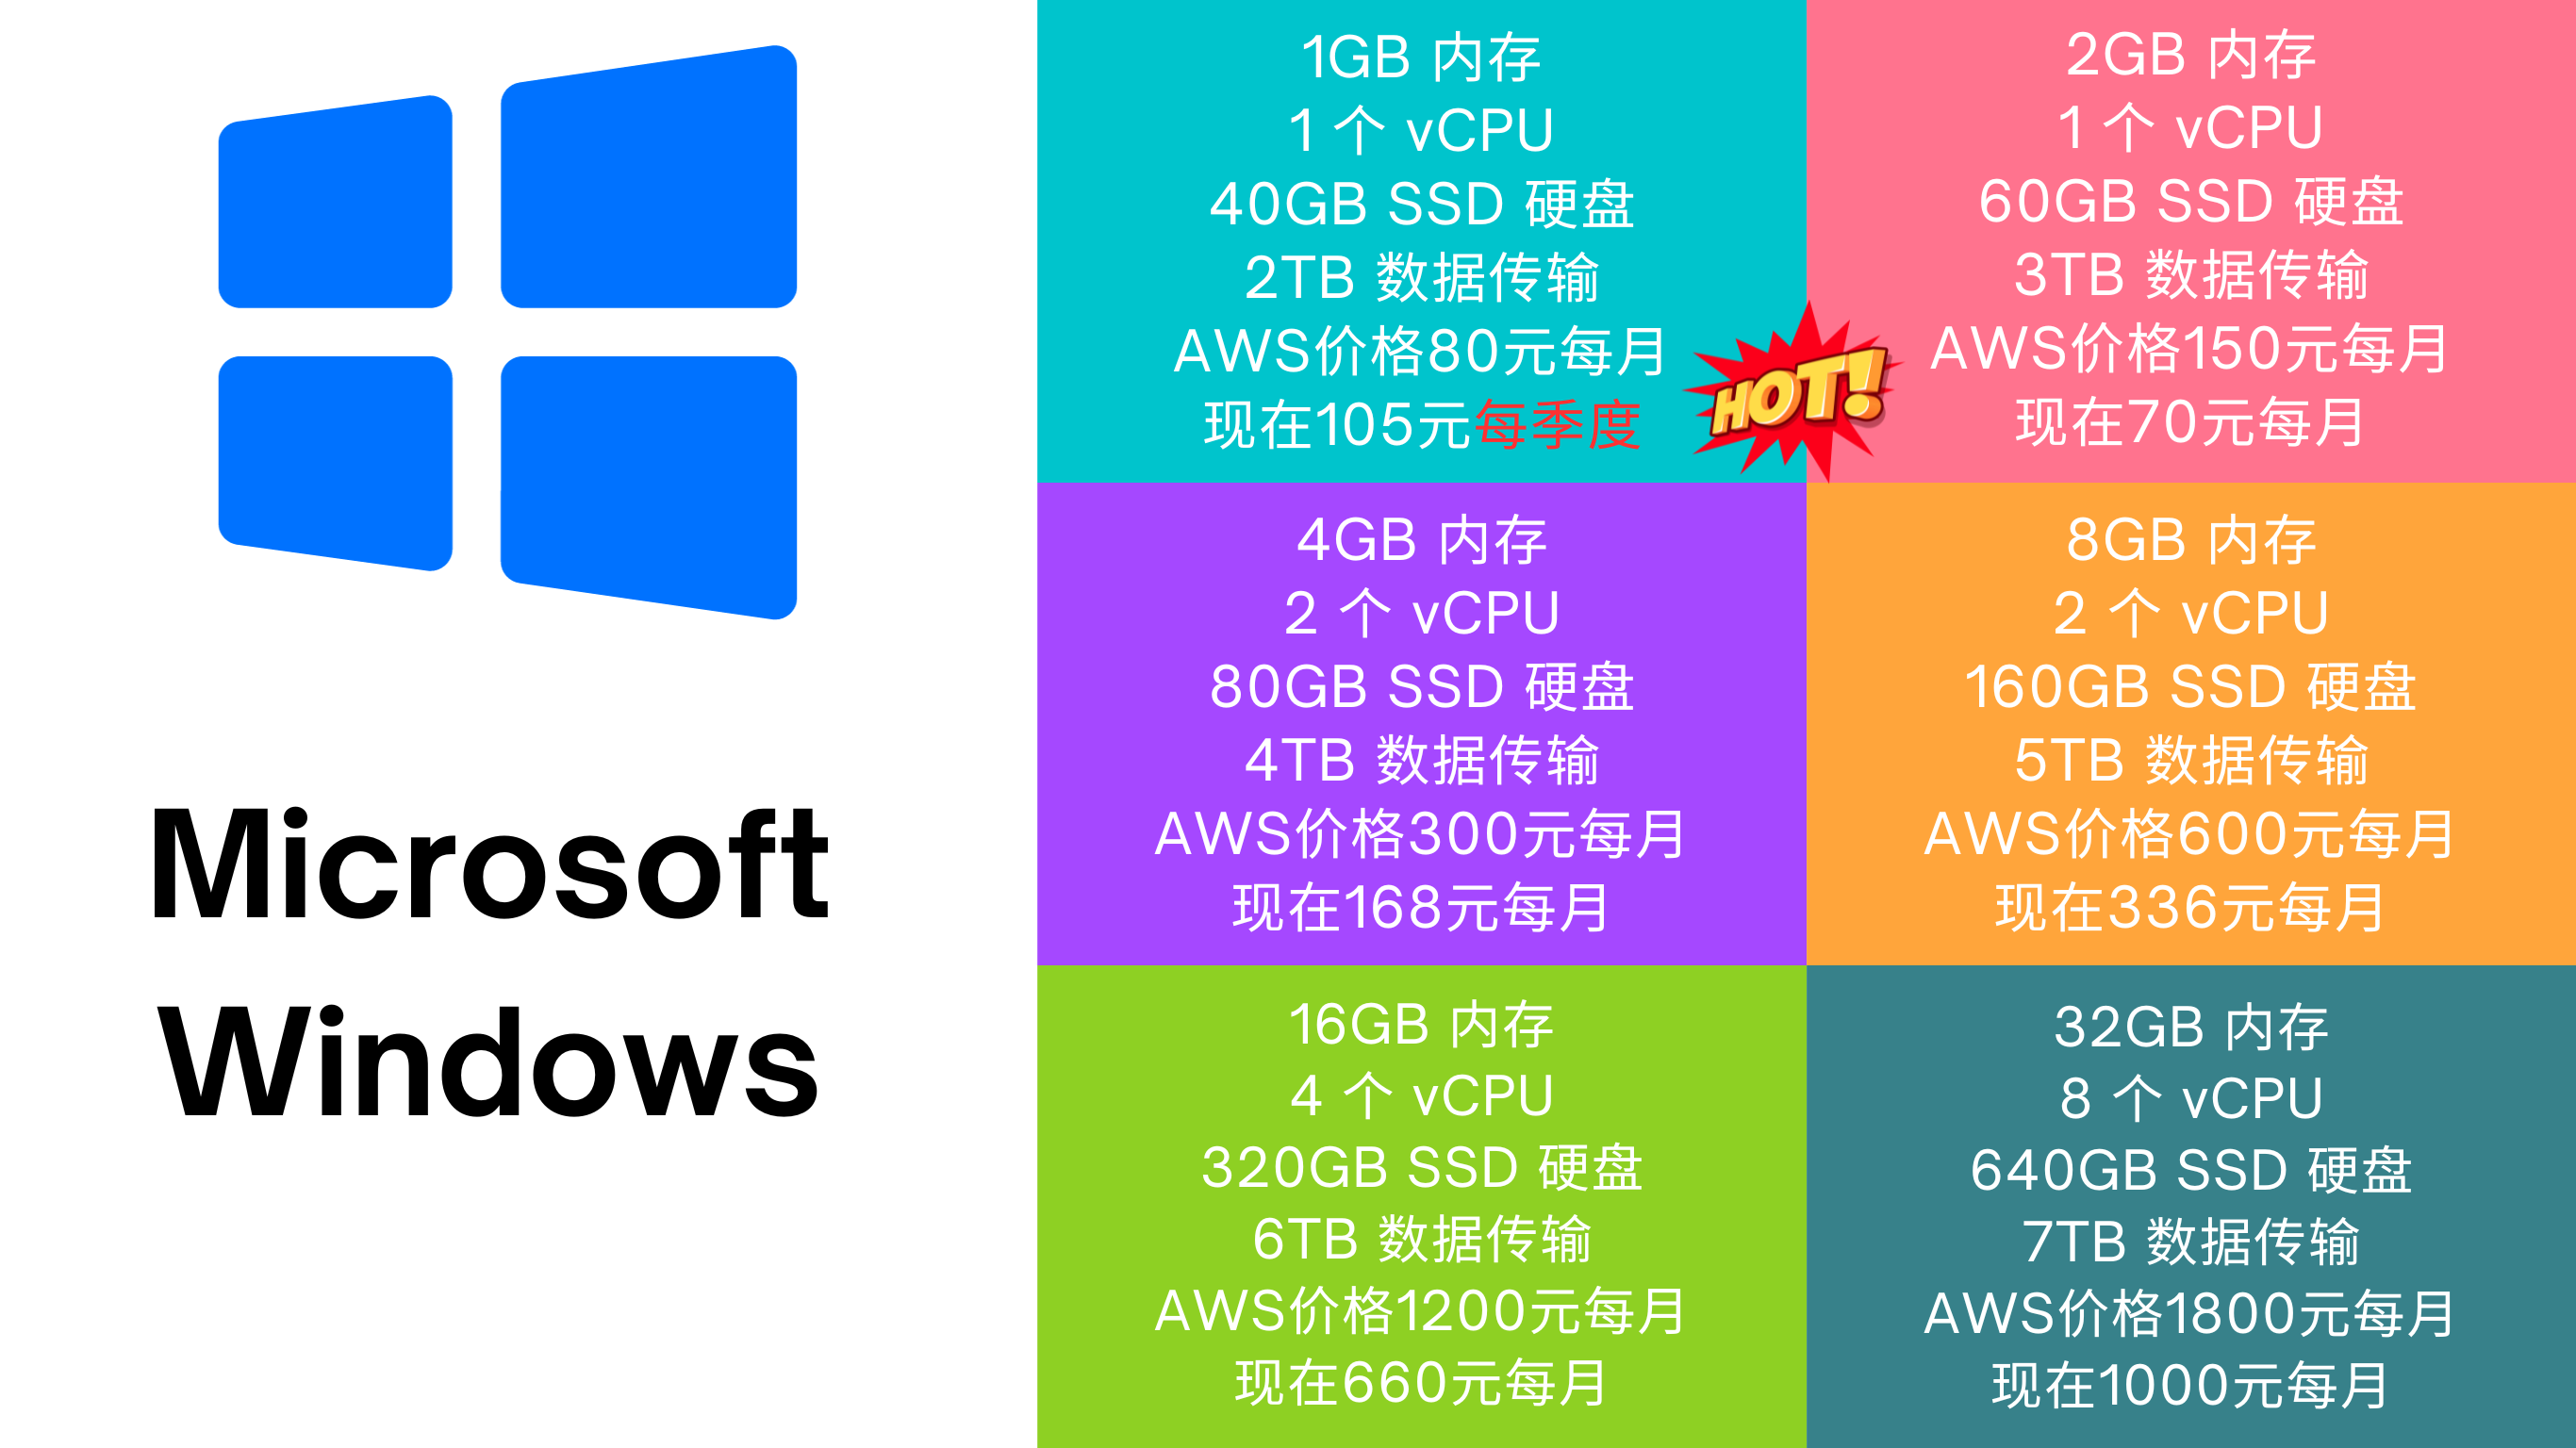 Microsoft
Windows
1GB 内存
1 个 vCPU
40GB SSD 硬盘
2TB 数据传输
AWS价格80元每月
现在105元每季度
HOT!
2GB 内存
1 个 vCPU
60GB SSD 硬盘
3TB 数据传输
AWS价格150元每月
现在70元每月
4GB 内存
2 个 vCPU
80GB SSD 硬盘
4TB 数据传输
AWS价格300元每月
现在168元每月
8GB 内存
2 个 vCPU
160GB SSD 硬盘
5TB 数据传输
AWS价格600元每月
现在336元每月
16GB 内存
4 个 vCPU
320GB SSD 硬盘
6TB 数据传输
AWS价格1200元每月
现在660元每月
32GB 内存
8 个 vCPU
640GB SSD 硬盘
7TB 数据传输
AWS价格1800元每月
现在1000元每月